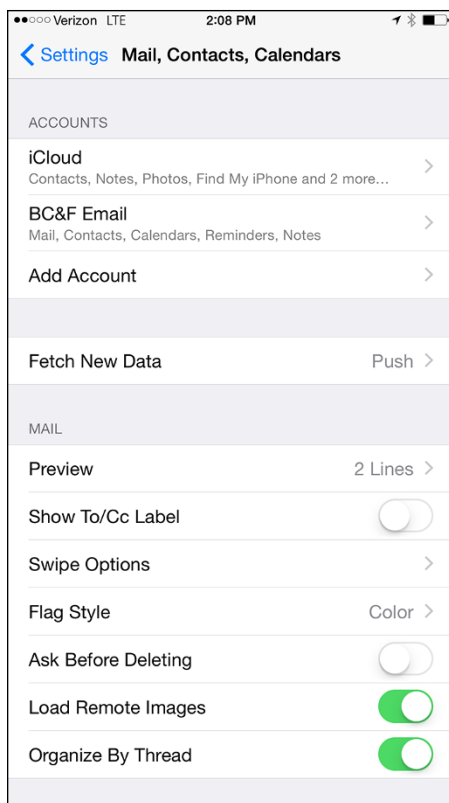 Verizon LTE 2:08 PM
Settings Mail, Contacts, Calendars
ACCOUNTS
iCloud
Contacts, Notes, Photos, Find My iPhone and 2 more...
BC&F Email
Mail, Contacts, Calendars, Reminders, Notes
Add Account
Fetch New Data Push
MAIL
Preview 2 Lines
Show To/Cc Label
Swipe Options
Flag Style Color
Ask Before Deleting
Load Remote Images
Organize By Thread